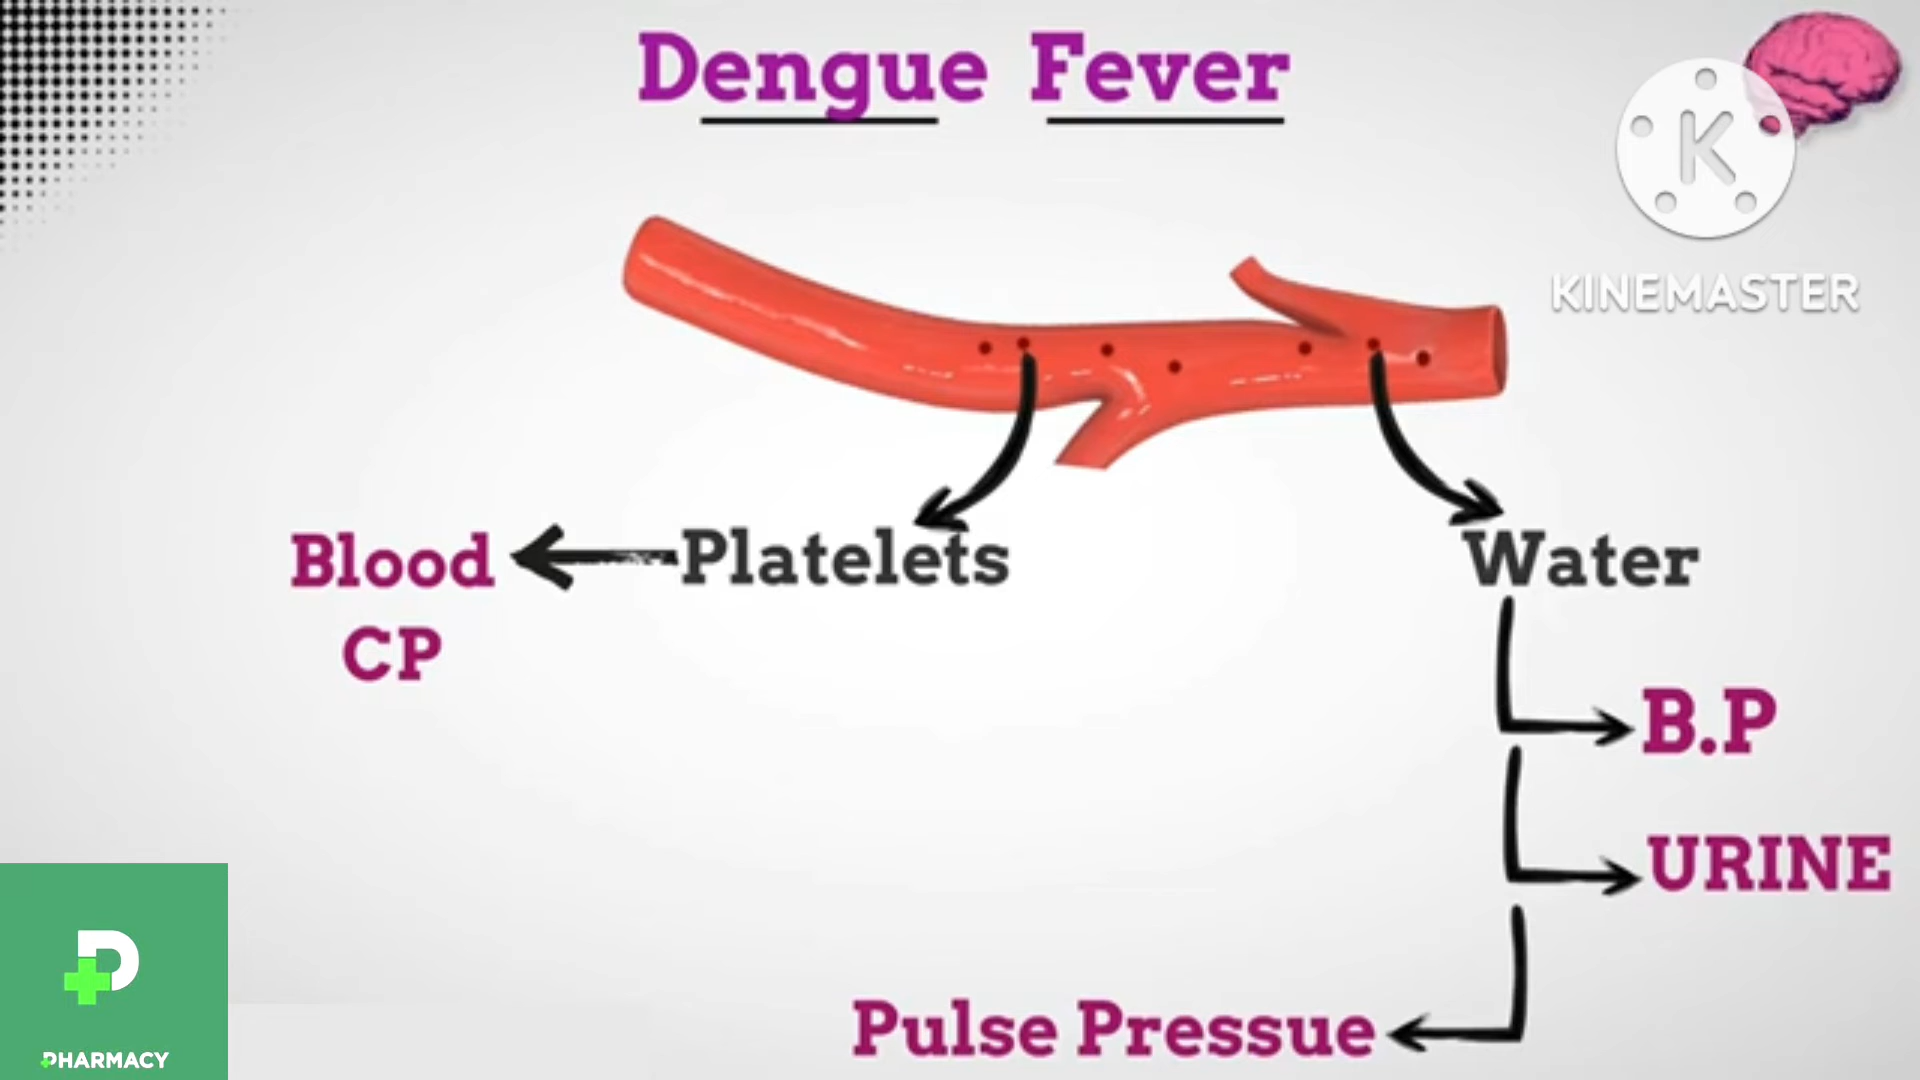 Dengue Fever
K
KINEMASTER
Blood
CP
Platelets
Water
B.P
URINE
Pulse Pressue
PHARMACY